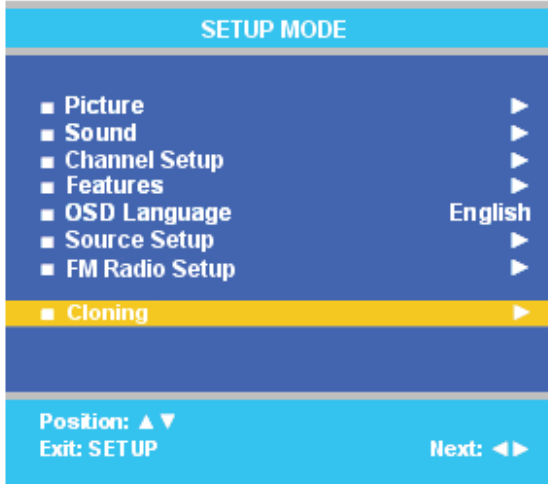 SETUP MODE
■ Picture ▶
■ Sound ▶
■ Channel Setup ▶
■ Features ▶
■ OSD Language English
■ Source Setup ▶
■ FM Radio Setup ▶
■ Cloning ▶
Position: ▲▼
Exit: SETUP Next: ◀▶